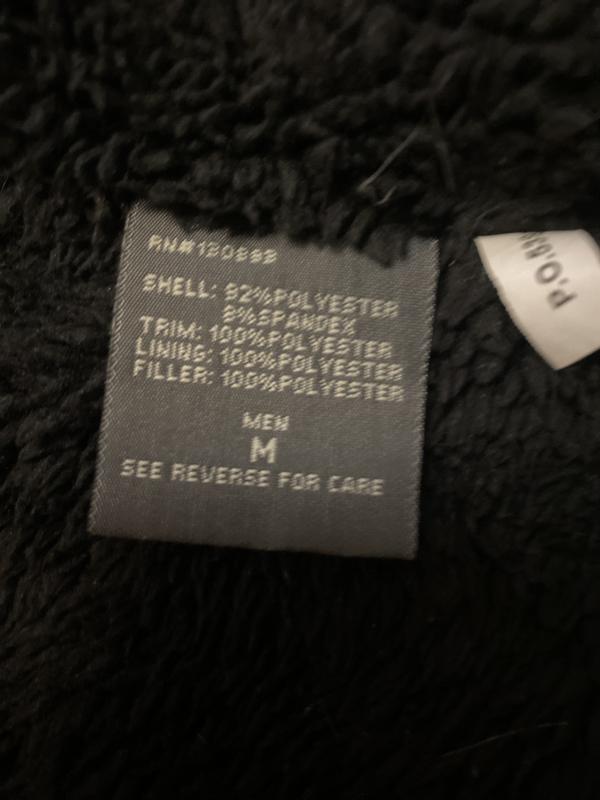 SHELL: 92%POLYESTER
8%SPANDEX
TRIM: 100%POLYESTER
LINING: 100%POLYESTER
FILLER: 100%POLYESTER
MEN
M
SEE REVERSE FOR CARE